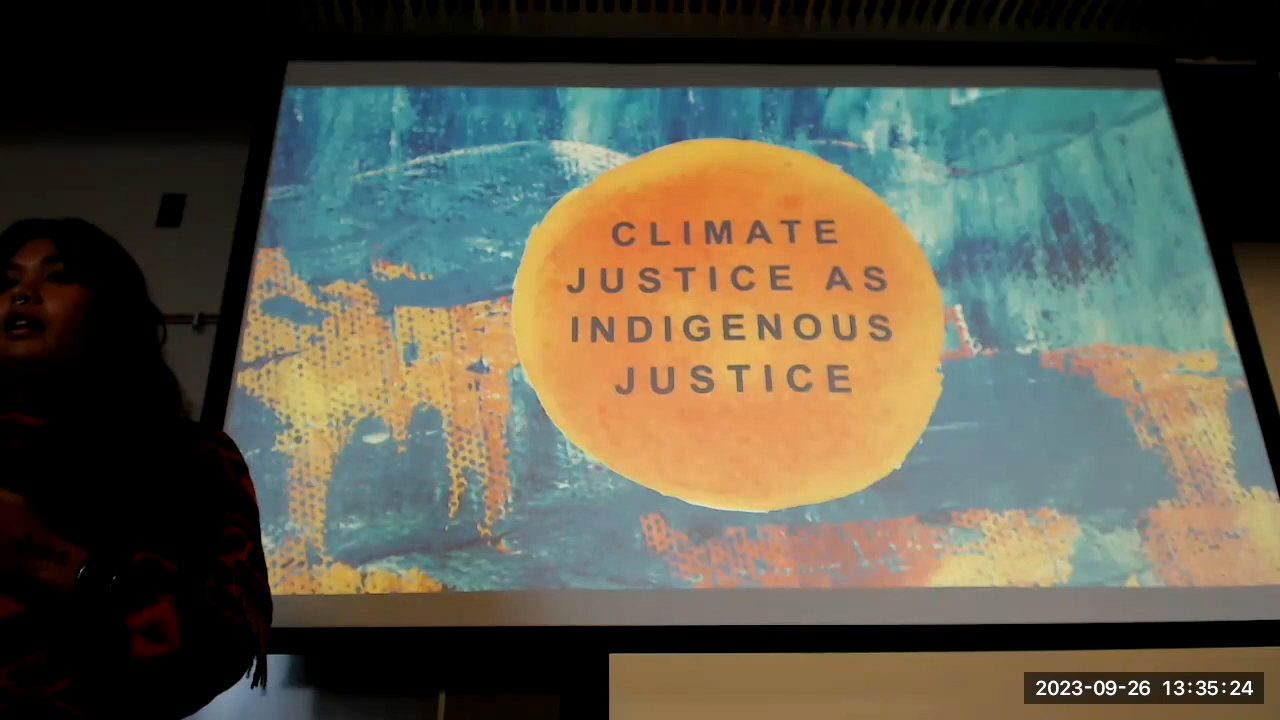 CLIMATE
JUSTICE AS
INDIGENOUS
JUSTICE
2023-09-26 13:35:24